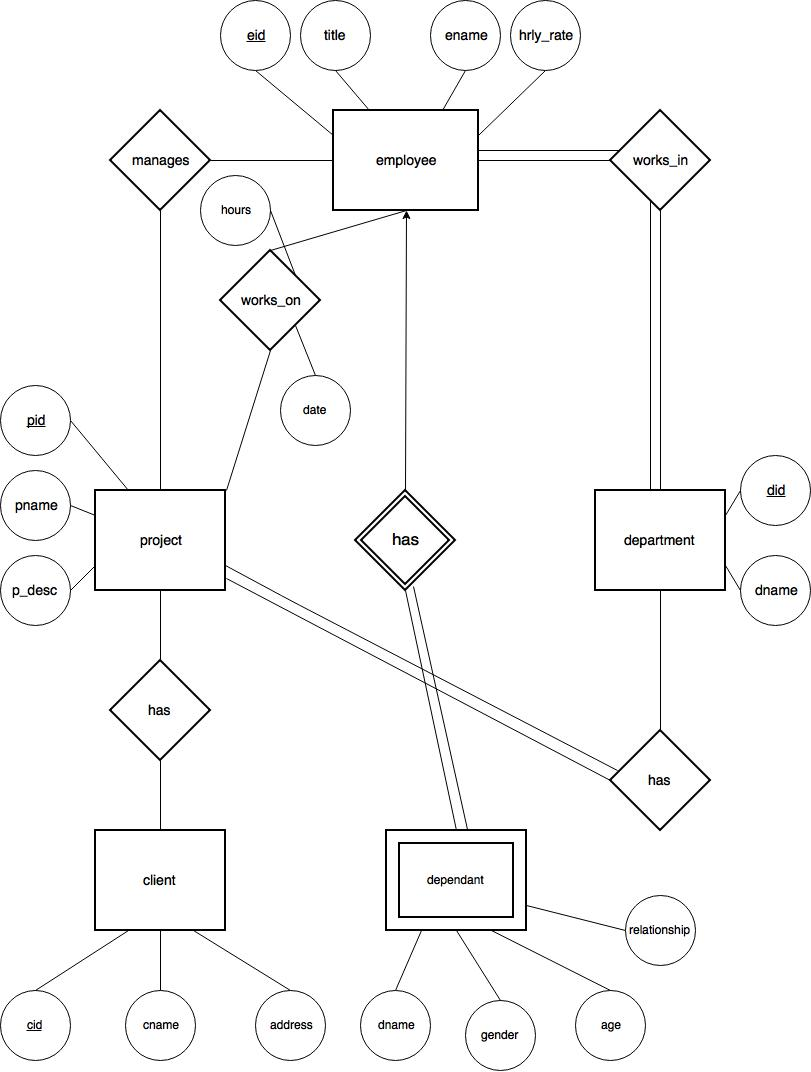 eid
title
ename
hrly_rate
manages
employee
works_in
hours
works_on
date
pid
pname
p_desc
project
has
department
did
dname
has
has
client
dependant
relationship
cid
cname
address
dname
gender
age